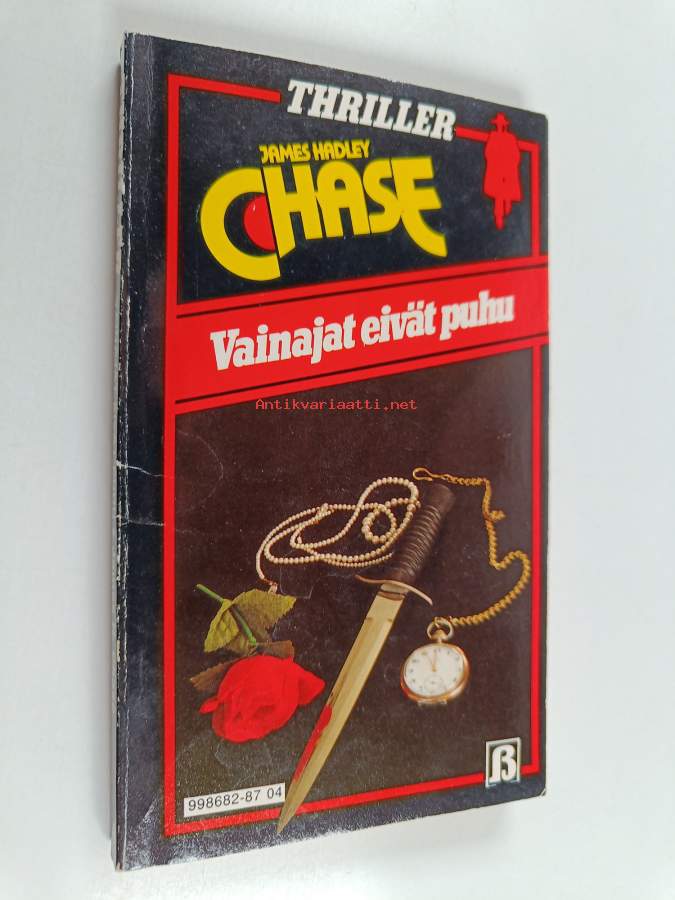 THRILLER
JAMES HADLEY
CHASE
Vainajat eivät puhu
Antikvariaatti.net
998682-87 04
B